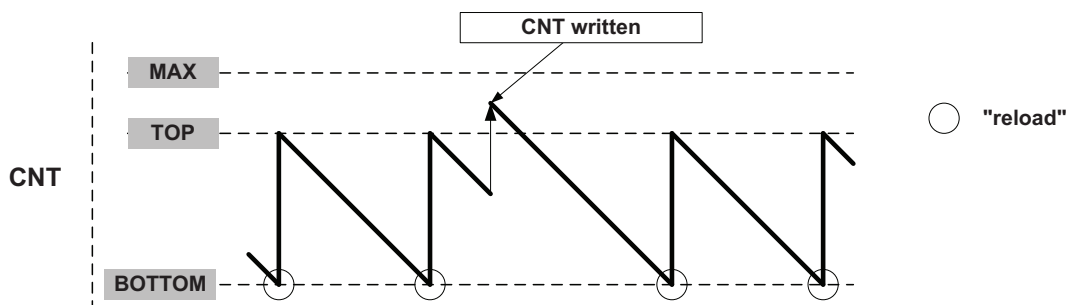 CNT written
MAX
TOP
"reload"
CNT
BOTTOM